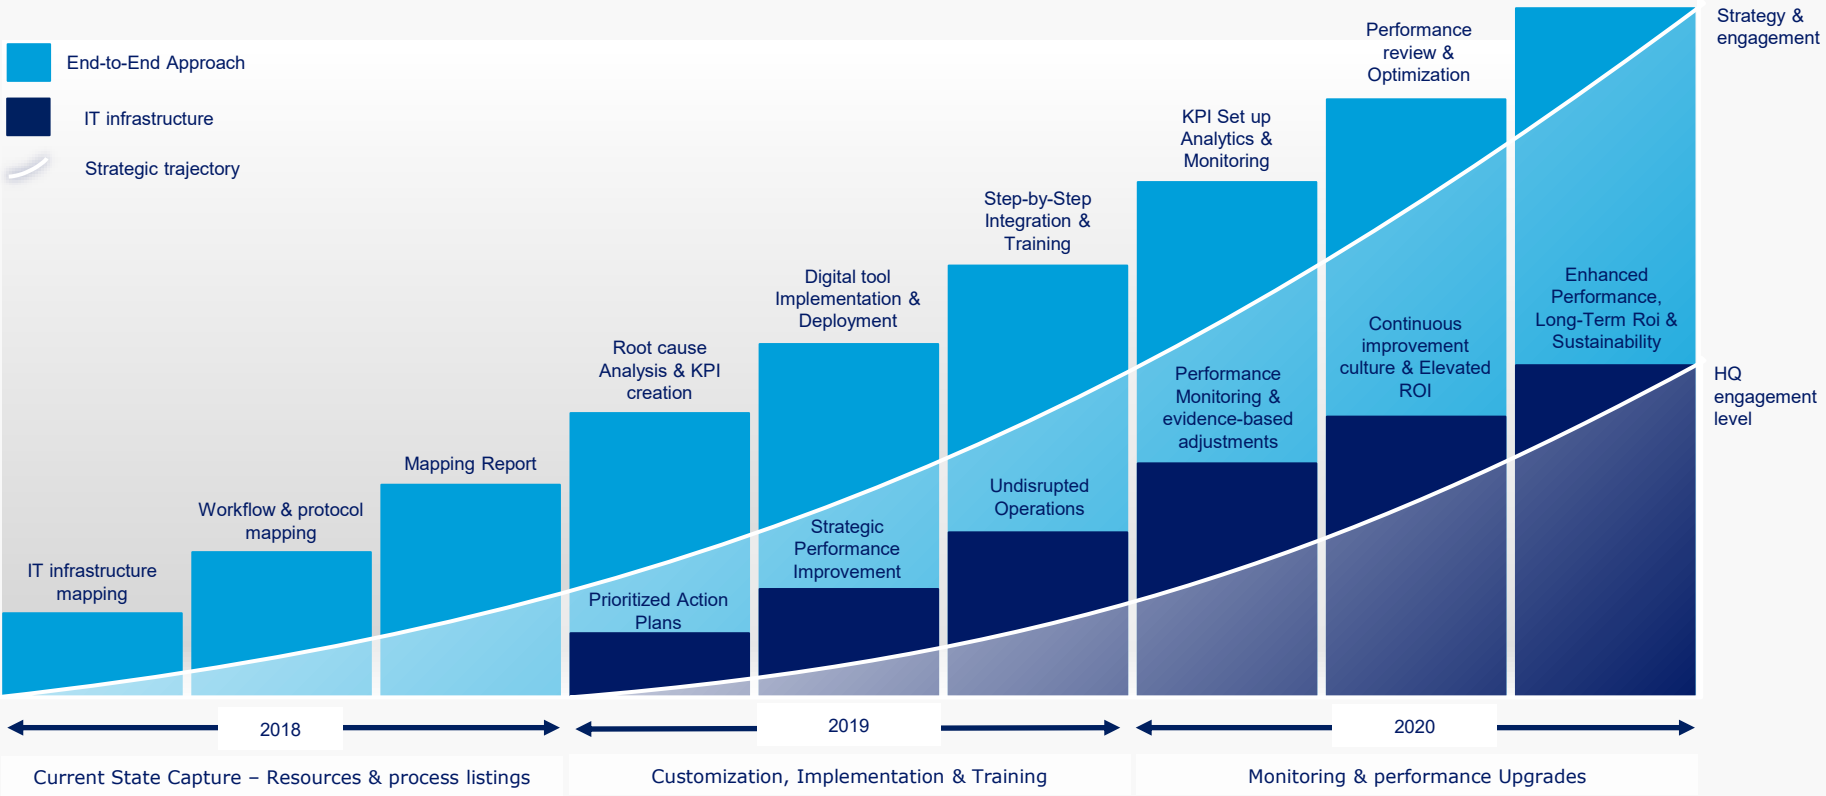 End-to-End Approach
IT infrastructure
Strategic trajectory
IT infrastructure
mapping
Workflow & protocol
mapping
Mapping Report
Root cause
Analysis & KPI
creation
Prioritized Action
Plans
Digital tool
Implementation &
Deployment
Strategic
Performance
Improvement
Step-by-Step
Integration &
Training
Undisrupted
Operations
KPI Set up
Analytics &
Monitoring
Performance
Monitoring &
evidence-based
adjustments
Performance
review &
Optimization
Continuous
improvement
culture & Elevated
ROI
Enhanced
Performance,
Long-Term Roi &
Sustainability
Strategy &
engagement
HQ
engagement
level
2018
2019
2020
Current State Capture – Resources & process listings
Customization, Implementation & Training
Monitoring & performance Upgrades